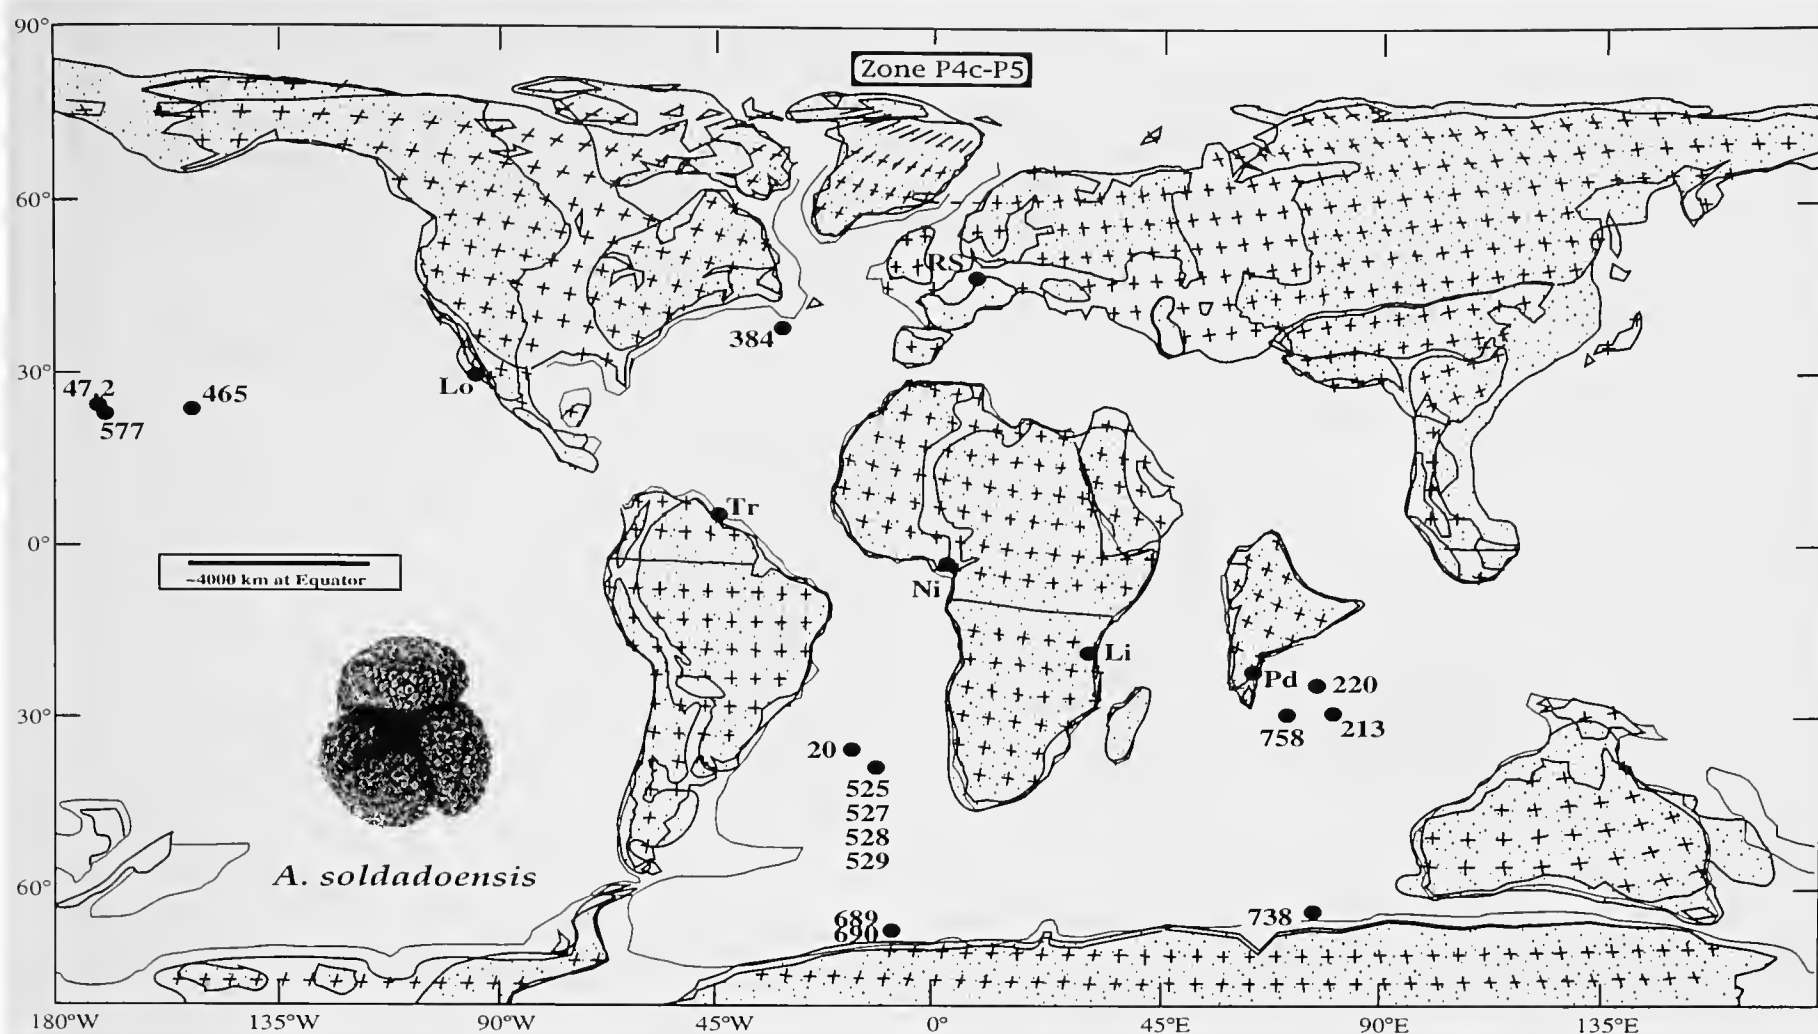 90°
Zone P4c-P5
60°
RS
384
30°
Lo
47.2
465
577
Tr
0°
~4000 km at Equator
Ni
Li
Pd
220
30°
758
213
20
525
527
528
529
A. soldadoensis
60°
689
690
738
180°W
135°W
90°W
45°W
0°
45°E
90°E
135°E